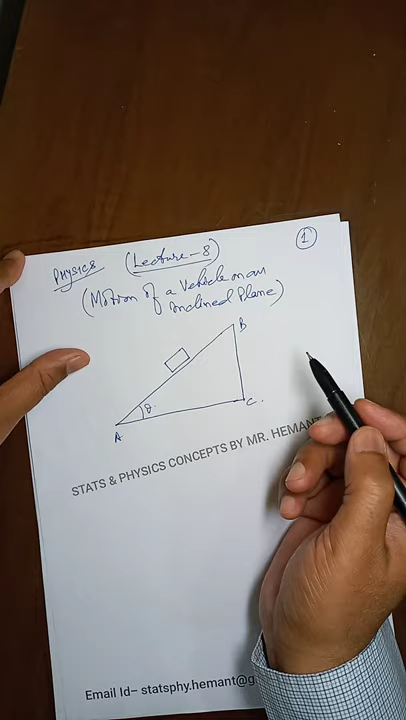 PHYSICS (Lecture-8) 1
(Motion of a Vehicle on an
Inclined Plane)
B
θ
A
C.
STATS & PHYSICS CONCEPTS BY MR. HEMANT
Email Id– statsphy.hemant@g